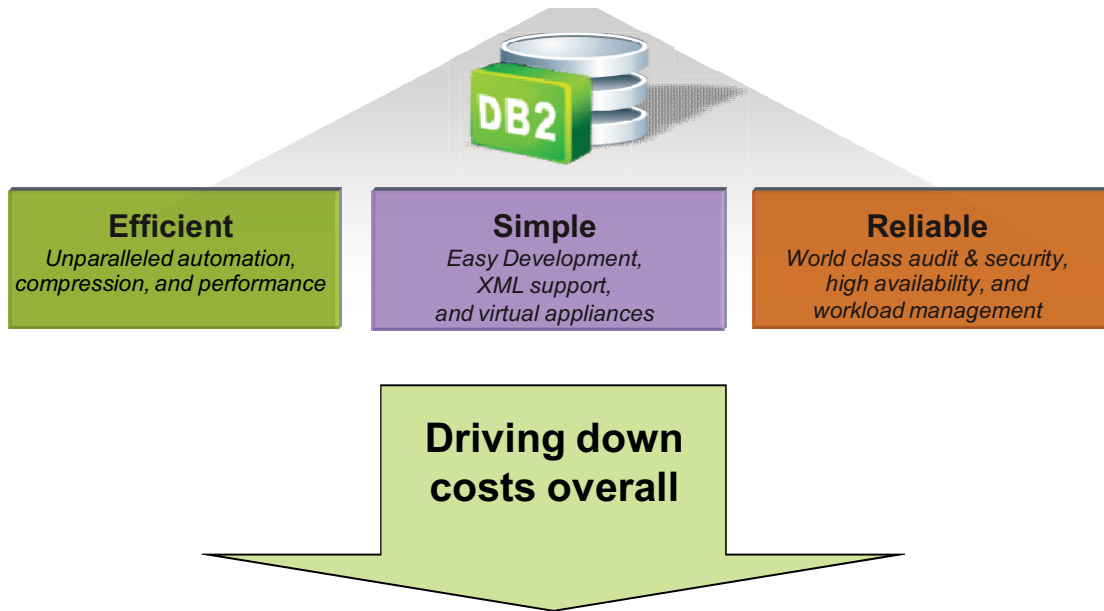 DB2
Efficient
Unparalleled automation,
compression, and performance
Simple
Easy Development,
XML support,
and virtual appliances
Reliable
World class audit & security,
high availability, and
workload management
Driving down
costs overall